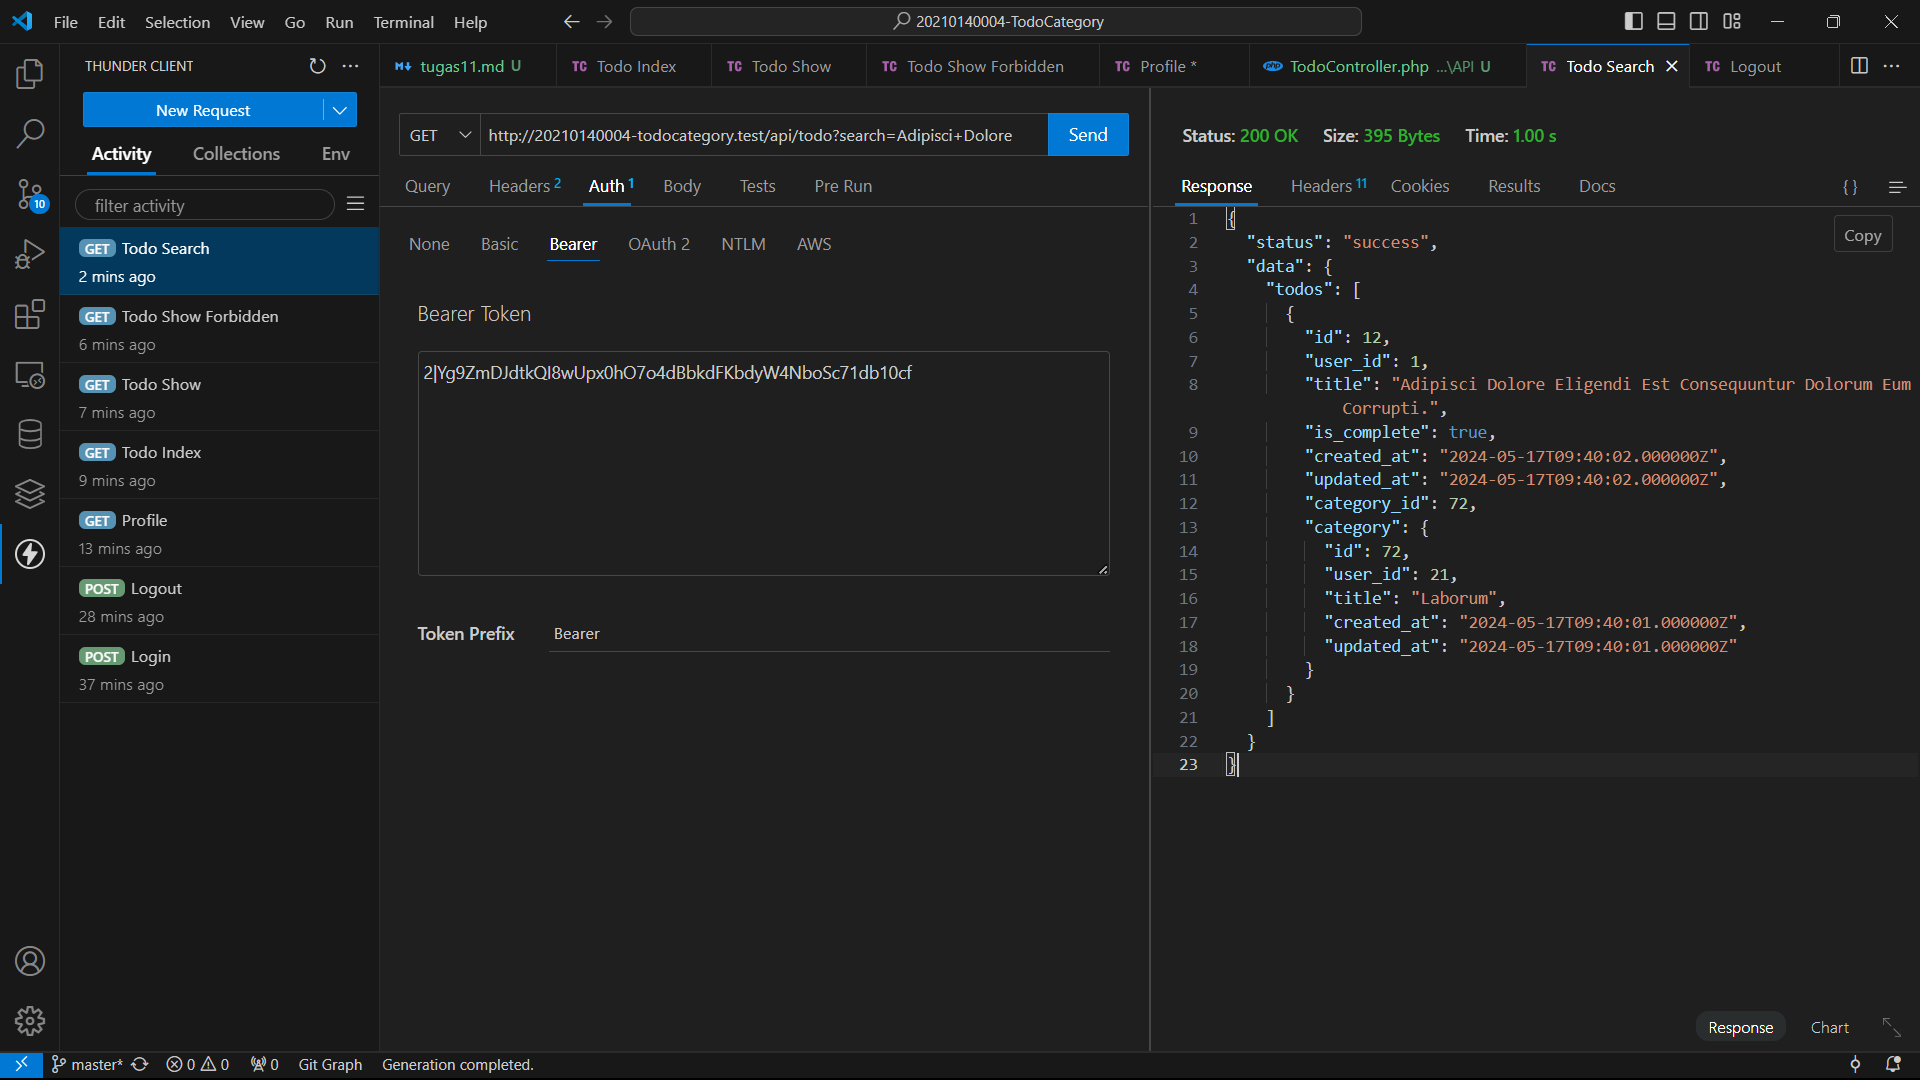 File Edit Selection View Go Run Terminal Help
20210140004-TodoCategory
THUNDER CLIENT
New Request
Activity Collections Env
filter activity
GET Todo Search
2 mins ago
GET Todo Show Forbidden
6 mins ago
GET Todo Show
7 mins ago
GET Todo Index
9 mins ago
GET Profile
13 mins ago
POST Logout
28 mins ago
POST Login
37 mins ago
10
tugas11.md U
TC Todo Index
TC Todo Show
TC Todo Show Forbidden
TC Profile *
php TodoController.php ...\API U
TC Todo Search
TC Logout
GET http://20210140004-todocategory.test/api/todo?search=Adipisci+Dolore Send
Query Headers 2 Auth 1 Body Tests Pre Run
None Basic Bearer OAuth 2 NTLM AWS
Bearer Token
2|Yg9ZmDJdtkQI8wUpx0hO7o4dBbkdFKbdyW4NboSc71db10cf
Token Prefix Bearer
Status: 200 OK Size: 395 Bytes Time: 1.00 s
Response Headers 11 Cookies Results Docs {}
Copy
1 {
2 "status": "success",
3 "data": {
4 "todos": [
5 {
6 "id": 12,
7 "user_id": 1,
8 "title": "Adipisci Dolore Eligendi Est Consequuntur Dolorum Eum
Corrupti.",
9 "is_complete": true,
10 "created_at": "2024-05-17T09:40:02.000000Z",
11 "updated_at": "2024-05-17T09:40:02.000000Z",
12 "category_id": 72,
13 "category": {
14 "id": 72,
15 "user_id": 21,
16 "title": "Laborum",
17 "created_at": "2024-05-17T09:40:01.000000Z",
18 "updated_at": "2024-05-17T09:40:01.000000Z"
19 }
20 }
21 ]
22 }
23 }
Response Chart
master* 0 0 0 Git Graph Generation completed.